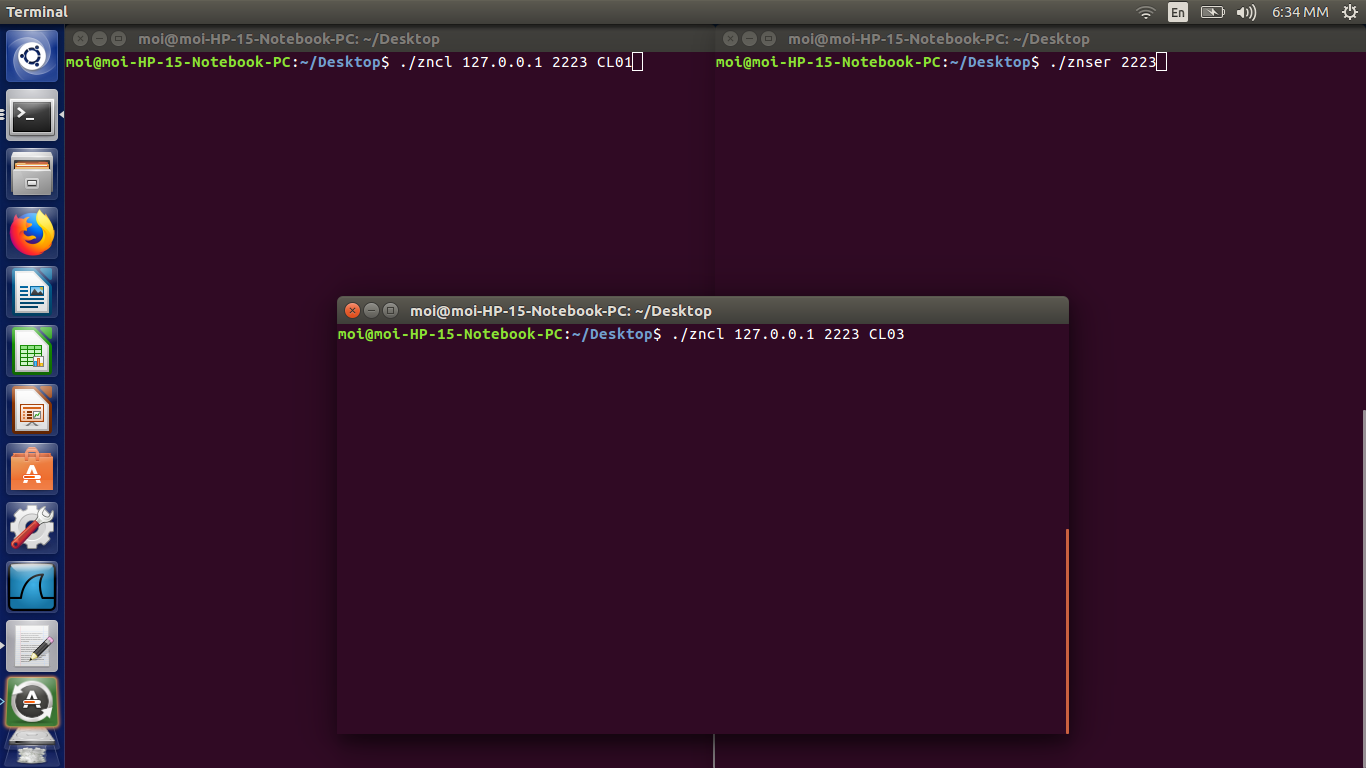 Terminal
En
6:34 MM
moi@moi-HP-15-Notebook-PC: ~/Desktop
moi@moi-HP-15-Notebook-PC:~/Desktop$ ./zncl 127.0.0.1 2223 CL01
moi@moi-HP-15-Notebook-PC: ~/Desktop
moi@moi-HP-15-Notebook-PC:~/Desktop$ ./znser 2223
moi@moi-HP-15-Notebook-PC: ~/Desktop
moi@moi-HP-15-Notebook-PC:~/Desktop$ ./zncl 127.0.0.1 2223 CL03